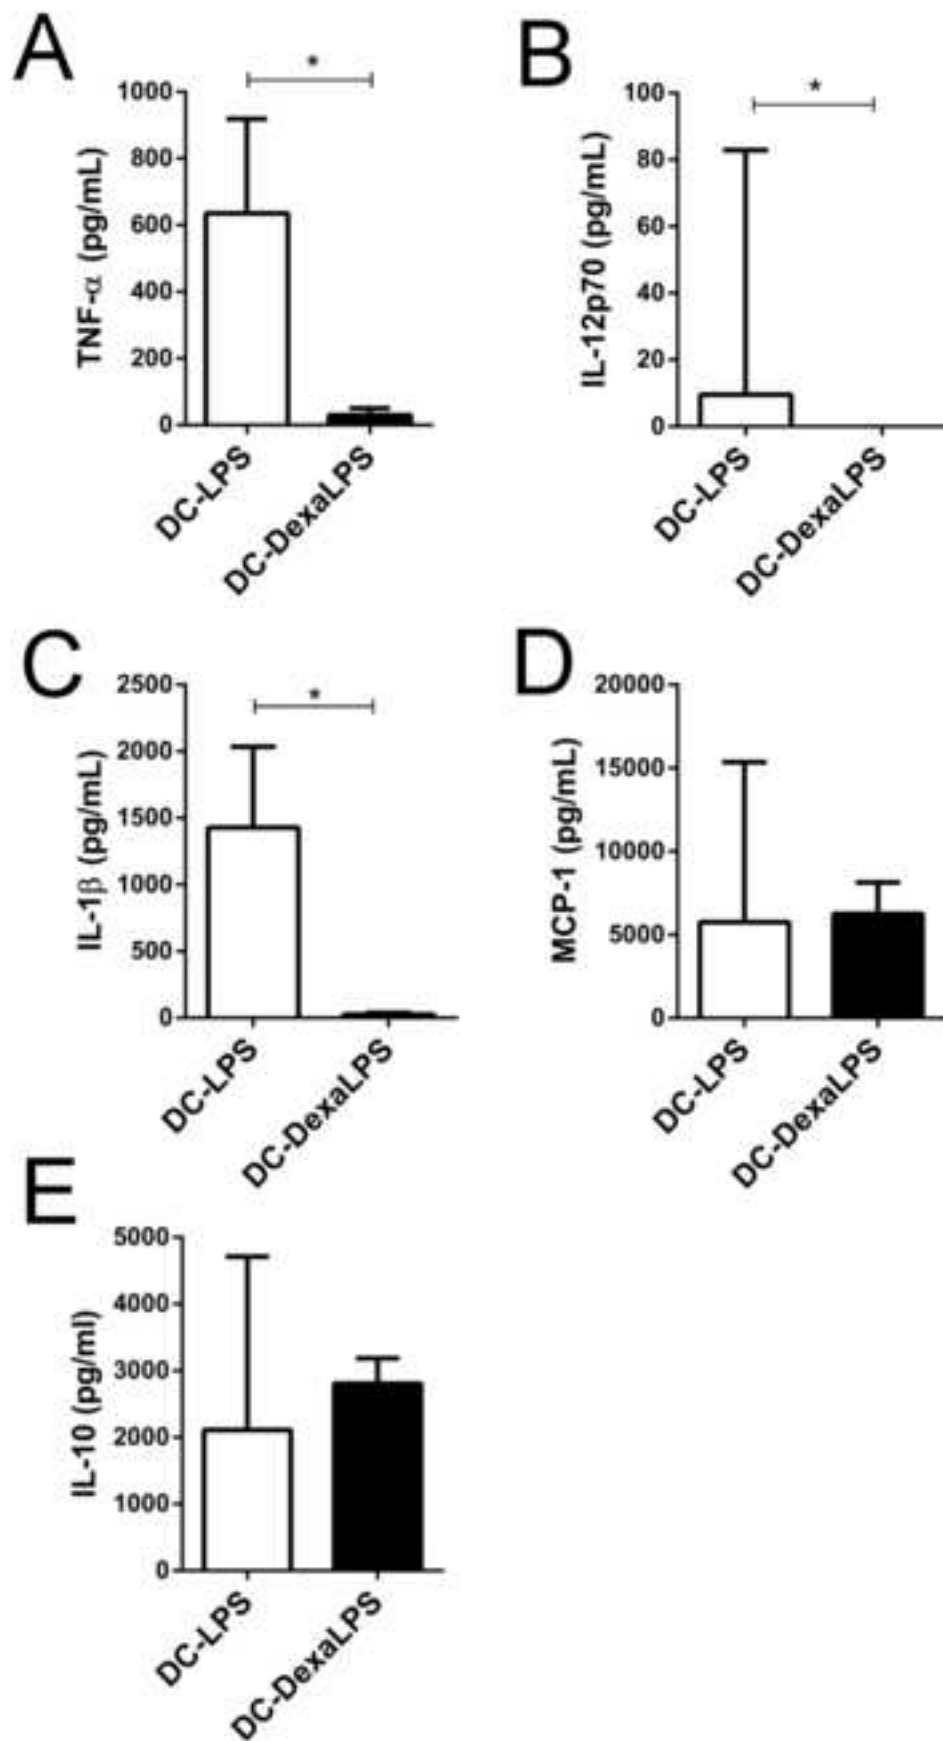 A
*
1000
800
600
400
200
0
TNF-α (pg/mL)
DC-LPS
DC-DexaLPS
B
*
100
80
60
40
20
0
IL-12p70 (pg/mL)
DC-LPS
DC-DexaLPS
C
*
2500
2000
1500
1000
500
0
IL-1β (pg/mL)
DC-LPS
DC-DexaLPS
D
20000
15000
10000
5000
0
MCP-1 (pg/mL)
DC-LPS
DC-DexaLPS
E
5000
4000
3000
2000
1000
0
IL-10 (pg/ml)
DC-LPS
DC-DexaLPS